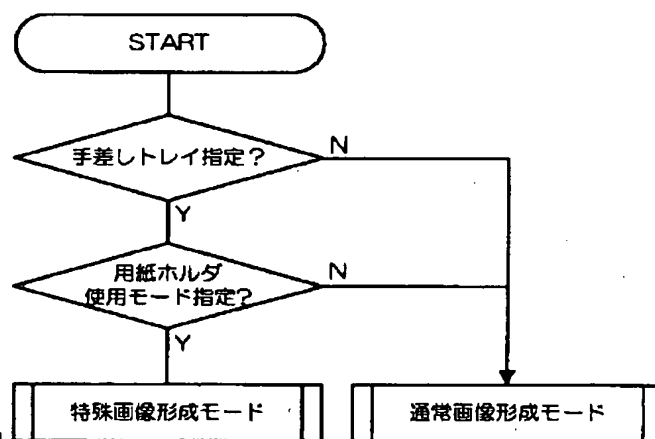 START
手差しトレイ指定？
N
Y
用紙ホルダ
使用モード指定?
N
Y
特殊画像形成モード
通常画像形成モード